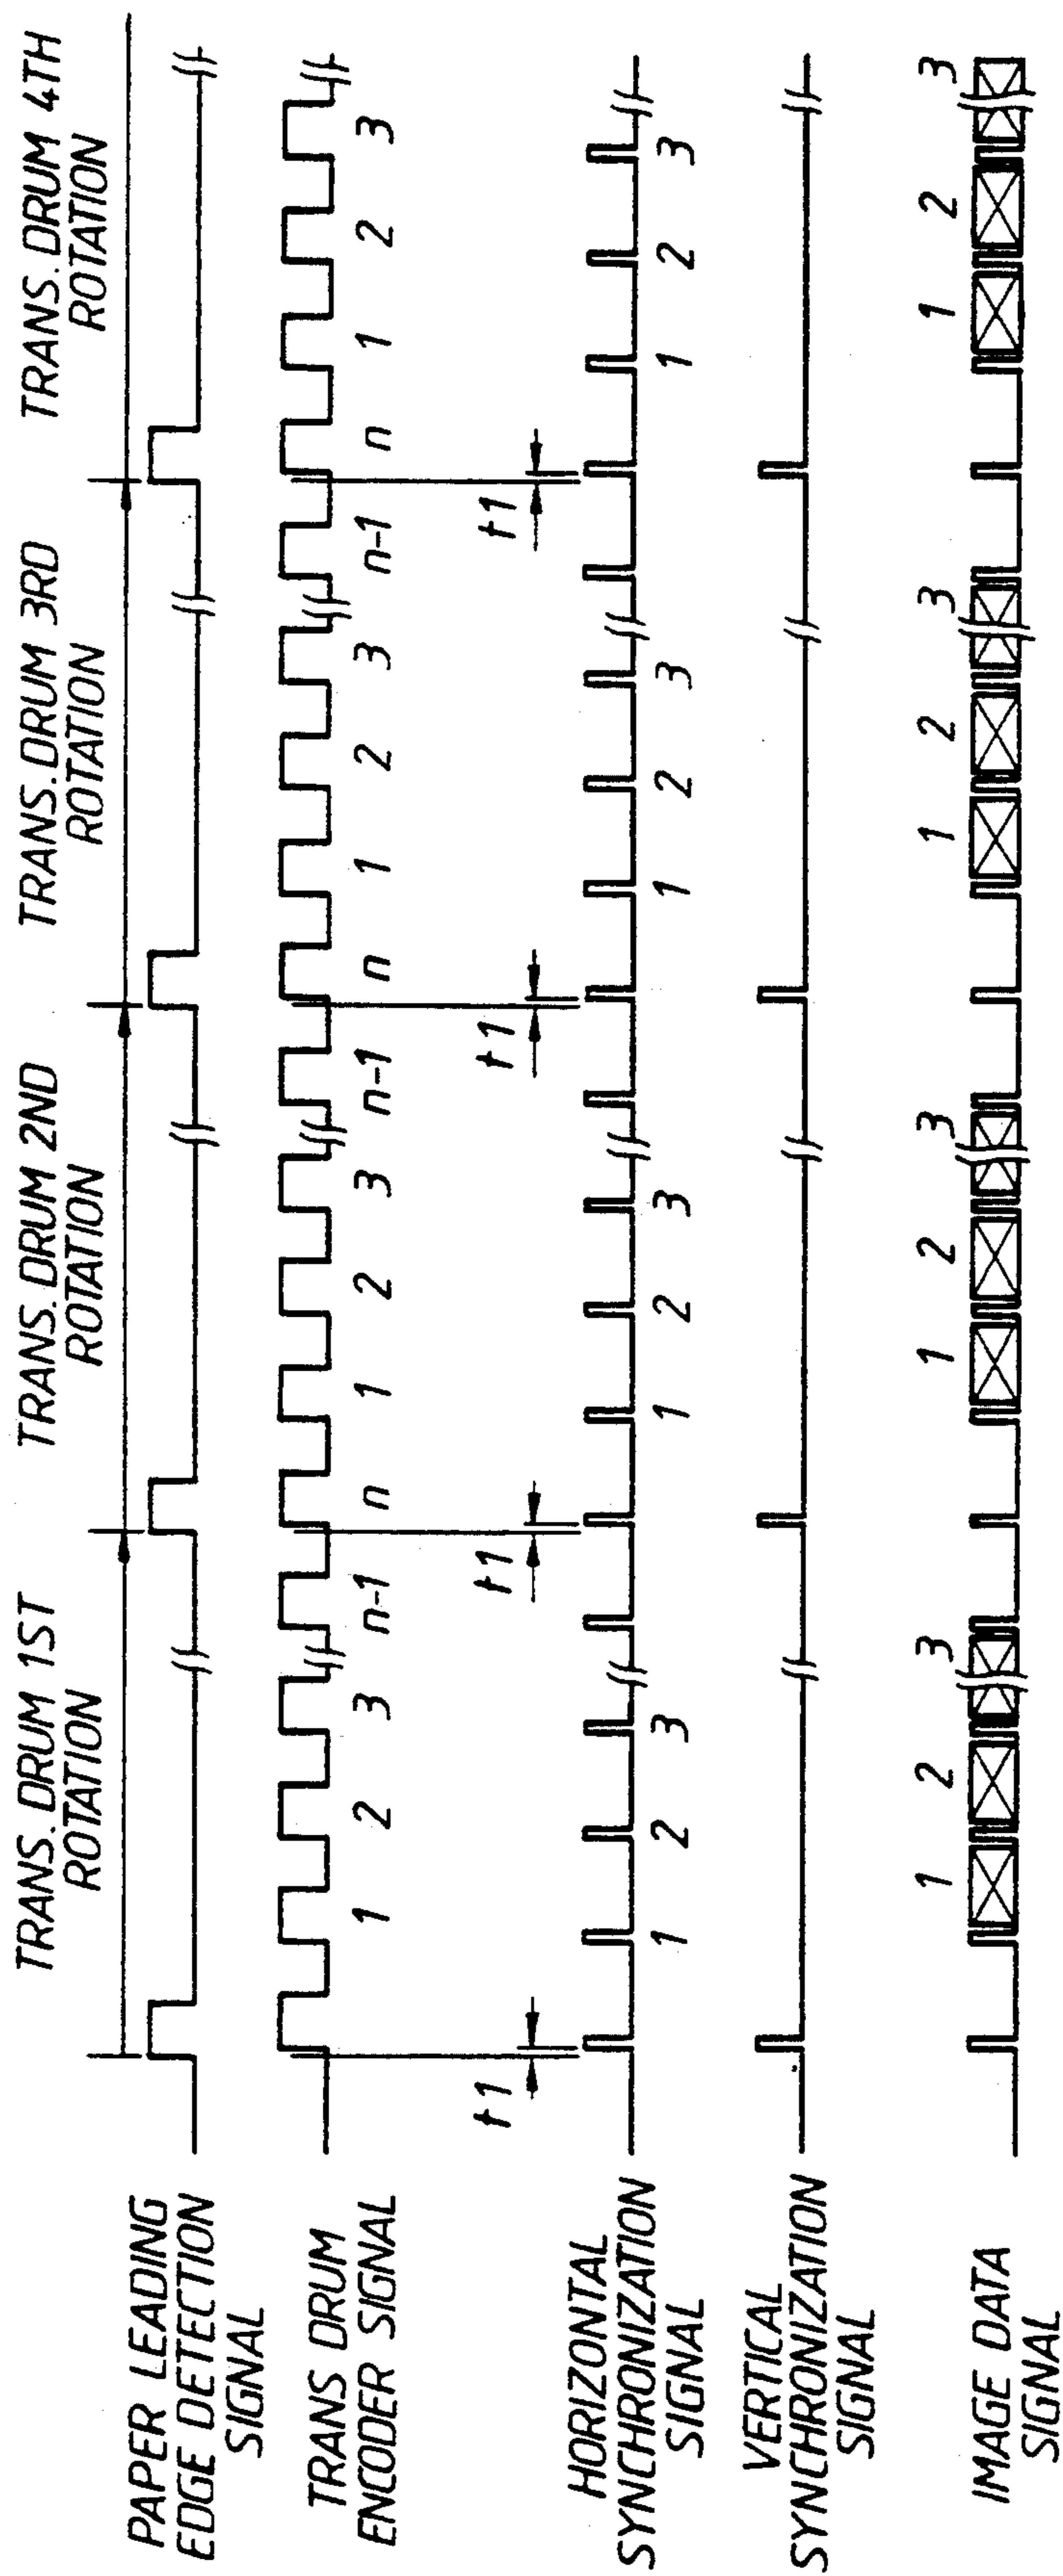 TRANS. DRUM 1ST
ROTATION
TRANS. DRUM 2ND
ROTATION
TRANS. DRUM 3RD
ROTATION
TRANS. DRUM 4TH
ROTATION
PAPER LEADING
EDGE DETECTION
SIGNAL
TRANS DRUM
ENCODER SIGNAL
1 2 3 n-1 n 1 2 3 n-1 n 1 2 3 n-1 n 1 2 3
t1 t1 t1 t1
HORIZONTAL
SYNCHRONIZATION
SIGNAL
1 2 3 1 2 3 1 2 3 1 2 3
VERTICAL
SYNCHRONIZATION
SIGNAL
1 2 3 1 2 3 1 2 3 1 2 3
IMAGE DATA
SIGNAL